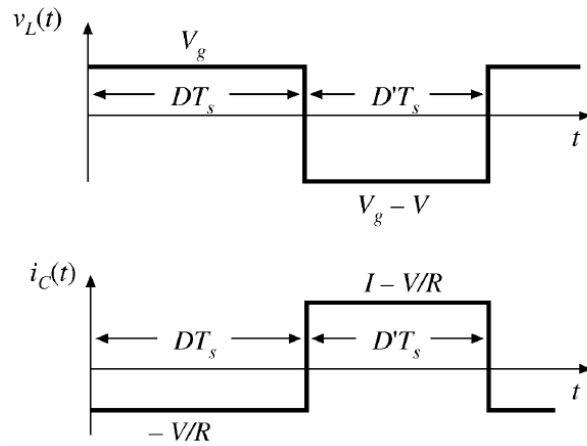 v_L(t)
V_g
DT_s
D'T_s
t
V_g – V
i_C(t)
I – V/R
DT_s
D'T_s
t
– V/R